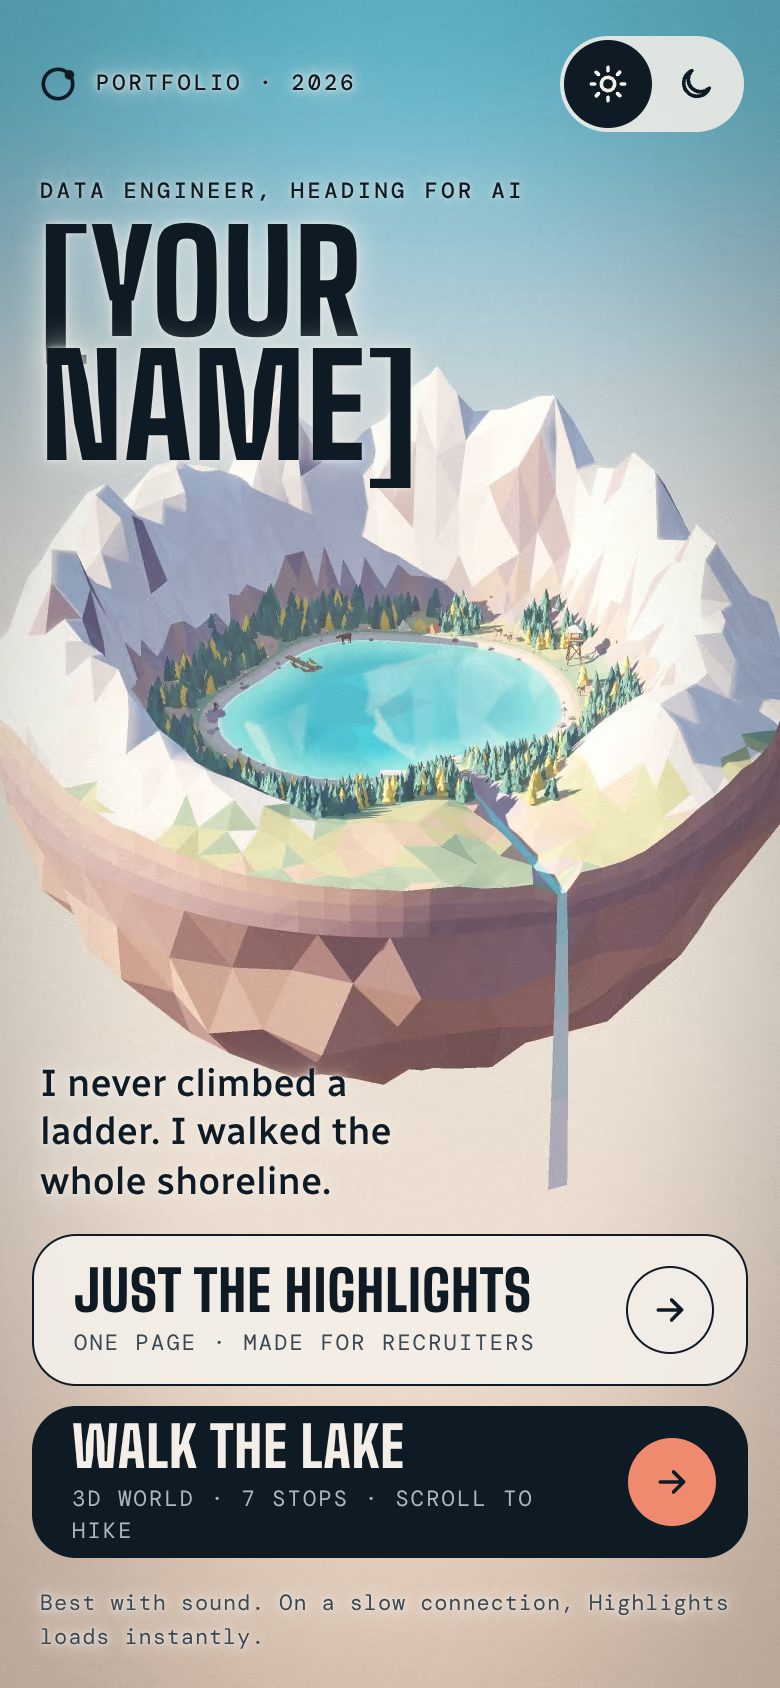 PORTFOLIO · 2026
DATA ENGINEER, HEADING FOR AI
[YOUR
NAME]
I never climbed a
ladder. I walked the
whole shoreline.
JUST THE HIGHLIGHTS
ONE PAGE · MADE FOR RECRUITERS
WALK THE LAKE
3D WORLD · 7 STOPS · SCROLL TO
HIKE
Best with sound. On a slow connection, Highlights
loads instantly.